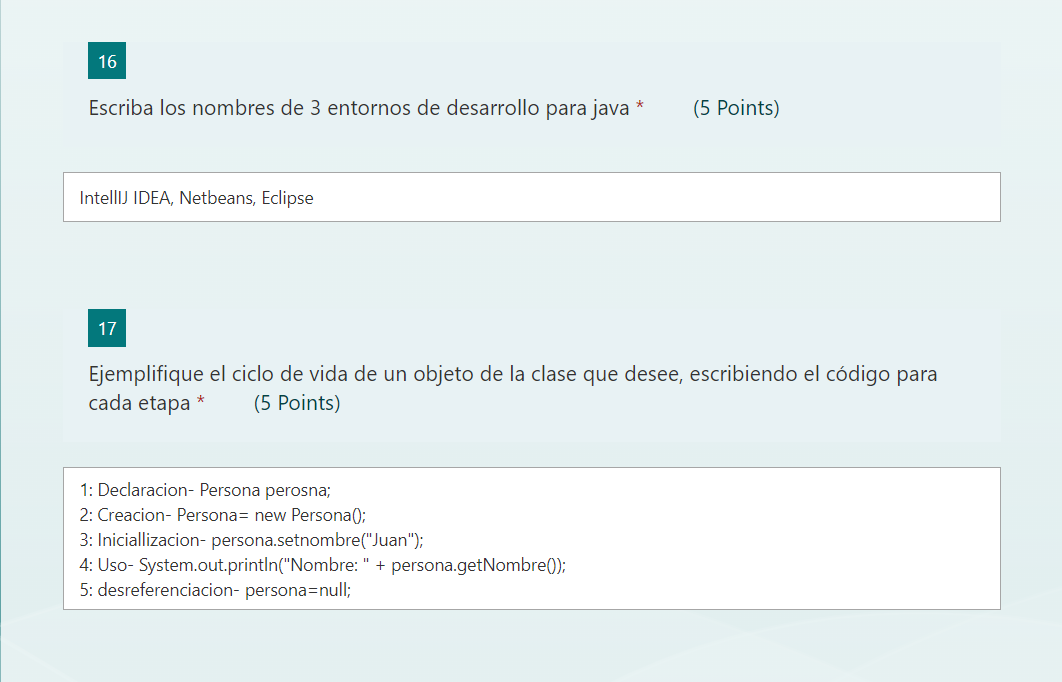 16
Escriba los nombres de 3 entornos de desarrollo para java * (5 Points)
IntellIJ IDEA, Netbeans, Eclipse
17
Ejemplifique el ciclo de vida de un objeto de la clase que desee, escribiendo el código para
cada etapa * (5 Points)
1: Declaracion- Persona perosna;
2: Creacion- Persona= new Persona();
3: Iniciallizacion- persona.setnombre("Juan");
4: Uso- System.out.println("Nombre: " + persona.getNombre());
5: desreferenciacion- persona=null;